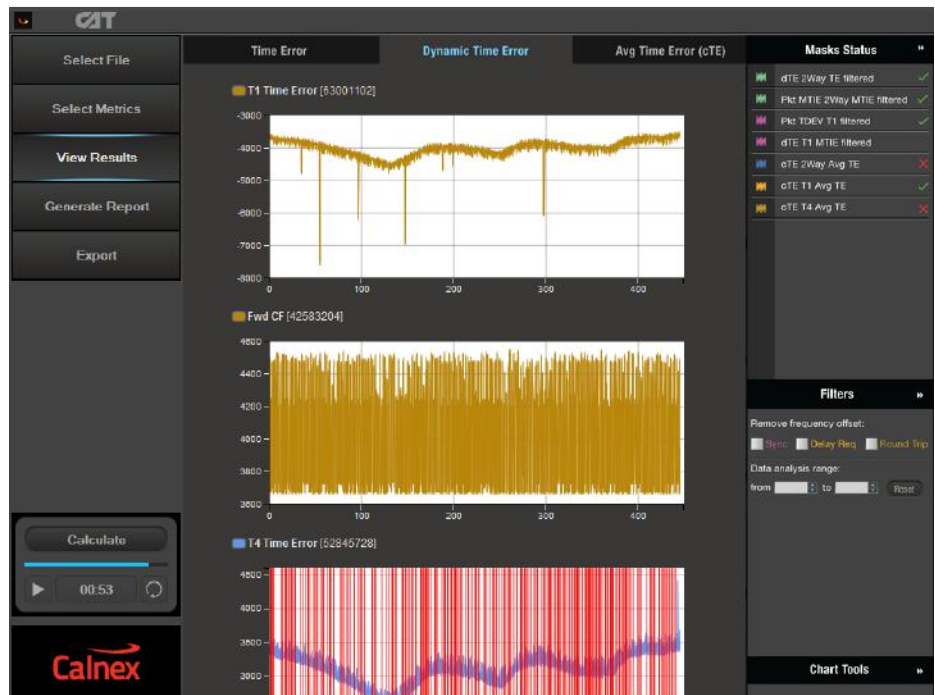 CAT
Select File
Select Metrics
View Results
Generate Report
Export
Calculate
00:53
Calnex
Time Error
Dynamic Time Error
Avg Time Error (cTE)
T1 Time Error [63001102]
-3000
-4000
-5000
-6000
-7000
-8000
0 100 200 300 400
Fwd CF [42583204]
4600
4400
4200
4000
3800
3600
0 100 200 300 400
T4 Time Error [52845728]
4500
4000
3500
3000
Masks Status
dTE 2Way TE filtered
Pkt MTIE 2Way MTIE filtered
Pkt TDEV T1 filtered
dTE T1 MTIE filtered
cTE 2Way Avg TE
cTE T1 Avg TE
cTE T4 Avg TE
Filters
Remove frequency offset:
Sync Delay Req Round Trip
Data analysis range:
from to Reset
Chart Tools